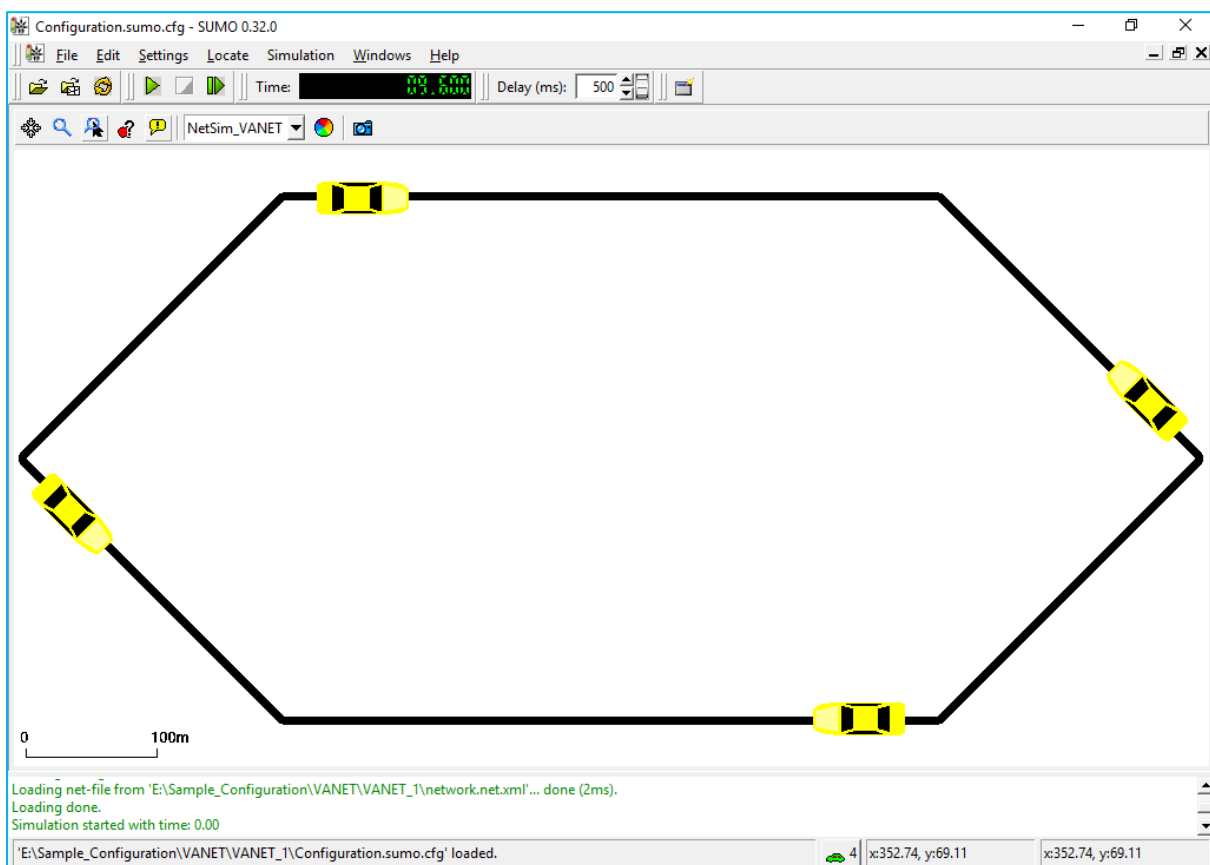 Configuration.sumo.cfg - SUMO 0.32.0
File Edit Settings Locate Simulation Windows Help
Time: 09.600 Delay (ms): 500
NetSim_VANET
0 100m
Loading net-file from 'E:\Sample_Configuration\VANET\VANET_1\network.net.xml'... done (2ms).
Loading done.
Simulation started with time: 0.00
'E:\Sample_Configuration\VANET\VANET_1\Configuration.sumo.cfg' loaded. 4 x:352.74, y:69.11 x:352.74, y:69.11